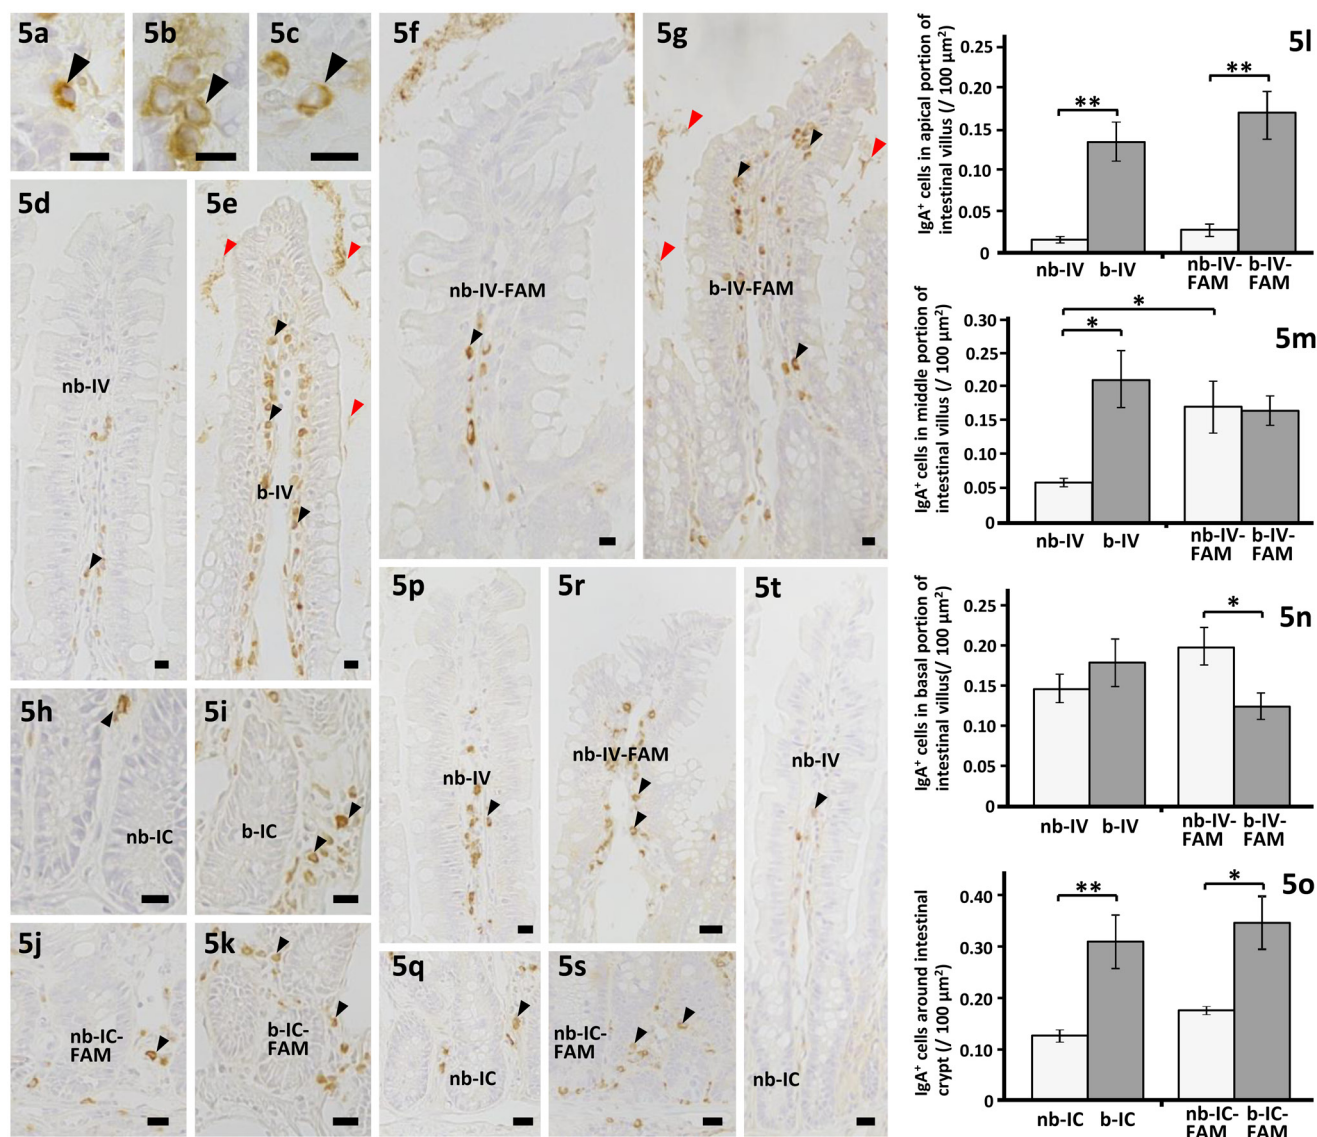 5a
5b
5c
5d
nb-IV
5e
b-IV
5f
nb-IV-FAM
5g
b-IV-FAM
5h
nb-IC
5i
b-IC
5j
nb-IC-
FAM
5k
b-IC-
FAM
5p
nb-IV
5q
nb-IC
5r
nb-IV-FAM
5s
nb-IC-
FAM
5t
nb-IV
nb-IC
5l
IgA⁺ cells in apical portion of
intestinal villus (/ 100 μm²)
0.25
0.20
0.15
0.10
0.05
0
**
**
nb-IV
b-IV
nb-IV-
FAM
b-IV-
FAM
5m
IgA⁺ cells in middle portion of
intestinal villus (/ 100 μm²)
0.30
0.25
0.20
0.15
0.10
0.05
0
*
*
nb-IV
b-IV
nb-IV-
FAM
b-IV-
FAM
5n
IgA⁺ cells in basal portion of
intestinal villus(/ 100 μm²)
0.25
0.20
0.15
0.10
0.05
0
*
nb-IV
b-IV
nb-IV-
FAM
b-IV-
FAM
5o
IgA⁺ cells around intestinal
crypt (/ 100 μm²)
0.40
0.30
0.20
0.10
0
**
*
nb-IC
b-IC
nb-IC-
FAM
b-IC-
FAM